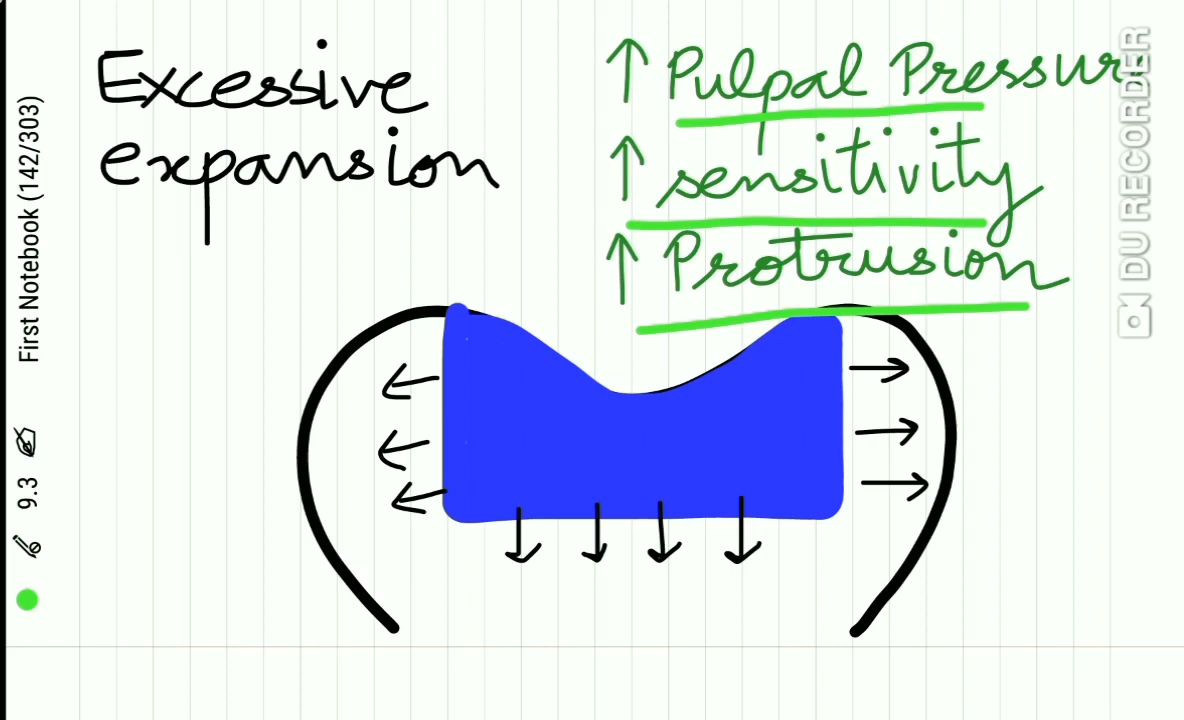 Excessive
expansion
↑ Pulpal Pressur
↑ sensitivity
↑ Protrusion
First Notebook (142/303)
9.3
DU RECORDER